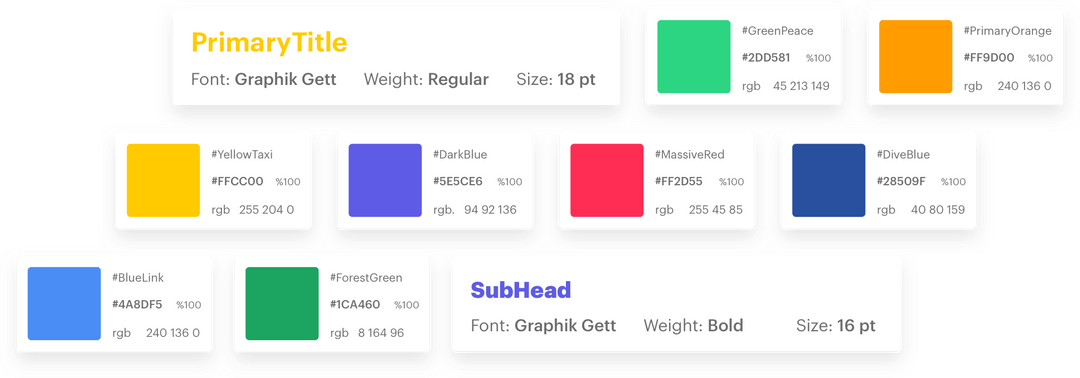 PrimaryTitle
Font: Graphik Gett Weight: Regular Size: 18 pt
#GreenPeace
#2DD581 %100
rgb 45 213 149
#PrimaryOrange
#FF9D00 %100
rgb 240 136 0
#YellowTaxi
#FFCC00 %100
rgb 255 204 0
#DarkBlue
#5E5CE6 %100
rgb. 94 92 136
#MassiveRed
#FF2D55 %100
rgb 255 45 85
#DiveBlue
#28509F %100
rgb 40 80 159
#BlueLink
#4A8DF5 %100
rgb 240 136 0
#ForestGreen
#1CA460 %100
rgb 8 164 96
SubHead
Font: Graphik Gett Weight: Bold Size: 16 pt